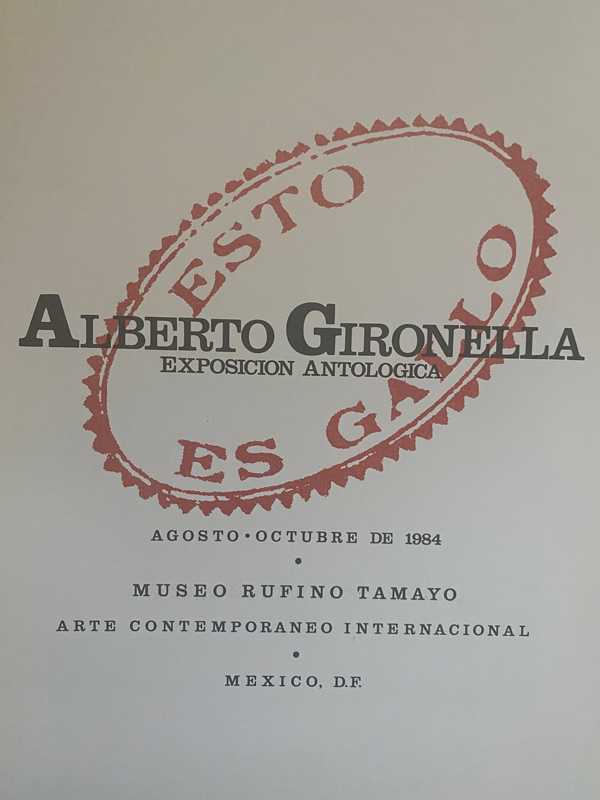 ESTO
ES GALLO
ALBERTO GIRONELLA
EXPOSICION ANTOLOGICA
AGOSTO • OCTUBRE DE 1984
•
MUSEO RUFINO TAMAYO
ARTE CONTEMPORANEO INTERNACIONAL
•
MEXICO, D.F.